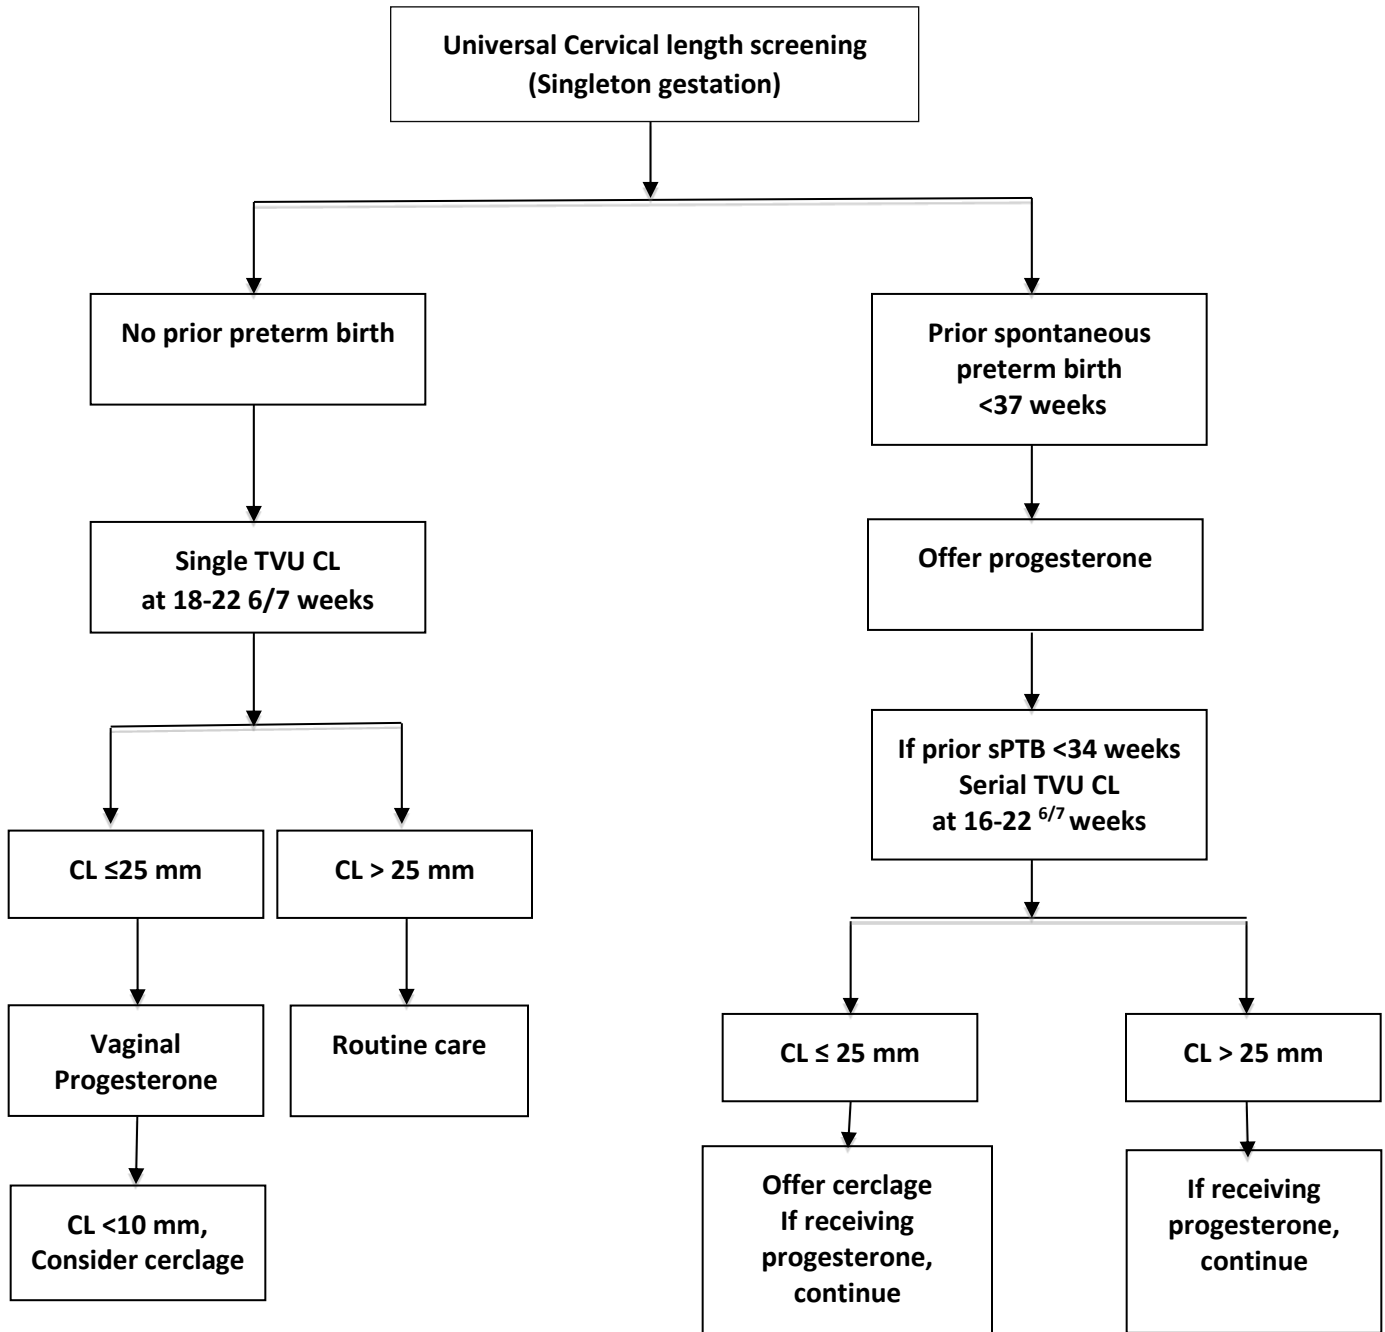 Universal Cervical length screening
(Singleton gestation)
No prior preterm birth
Prior spontaneous
preterm birth
<37 weeks
Single TVU CL
at 18-22 6/7 weeks
Offer progesterone
If prior sPTB <34 weeks
Serial TVU CL
at 16-22 6/7 weeks
CL ≤25 mm
CL > 25 mm
Vaginal
Progesterone
Routine care
CL ≤ 25 mm
CL > 25 mm
CL <10 mm,
Consider cerclage
Offer cerclage
If receiving
progesterone,
continue
If receiving
progesterone,
continue